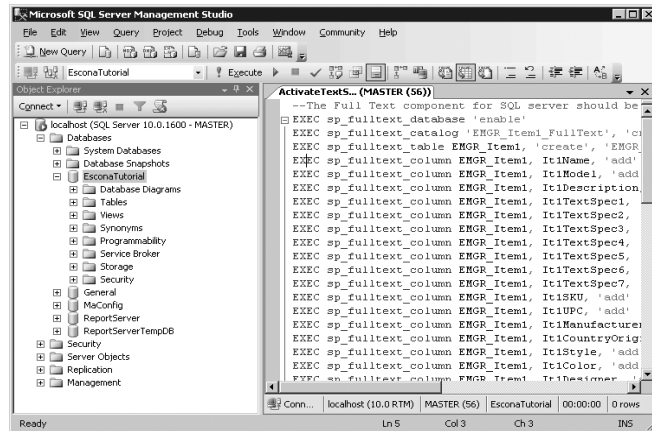 Microsoft SQL Server Management Studio
File Edit View Query Project Debug Tools Window Community Help
New Query
EsconaTutorial Execute
Object Explorer
Connect
localhost (SQL Server 10.0.1600 - MASTER)
Databases
System Databases
Database Snapshots
EsconaTutorial
Database Diagrams
Tables
Views
Synonyms
Programmability
Service Broker
Storage
Security
General
MaConfig
ReportServer
ReportServerTempDB
Security
Server Objects
Replication
Management
ActivateTextS... (MASTER (56))
--The Full Text component for SQL server should be
EXEC sp_fulltext_database 'enable'
EXEC sp_fulltext_catalog 'EMGR_Item1_FullText', 'cr
EXEC sp_fulltext_table EMGR_Item1, 'create', 'EMGR_
EXEC sp_fulltext_column EMGR_Item1, It1Name, 'add'
EXEC sp_fulltext_column EMGR_Item1, It1Model, 'add
EXEC sp_fulltext_column EMGR_Item1, It1Description,
EXEC sp_fulltext_column EMGR_Item1, It1TextSpec1,
EXEC sp_fulltext_column EMGR_Item1, It1TextSpec2,
EXEC sp_fulltext_column EMGR_Item1, It1TextSpec3,
EXEC sp_fulltext_column EMGR_Item1, It1TextSpec4,
EXEC sp_fulltext_column EMGR_Item1, It1TextSpec5,
EXEC sp_fulltext_column EMGR_Item1, It1TextSpec6,
EXEC sp_fulltext_column EMGR_Item1, It1TextSpec7,
EXEC sp_fulltext_column EMGR_Item1, It1SKU, 'add'
EXEC sp_fulltext_column EMGR_Item1, It1UPC, 'add'
EXEC sp_fulltext_column EMGR_Item1, It1Manufacturer
EXEC sp_fulltext_column EMGR_Item1, It1CountryOrigi
EXEC sp_fulltext_column EMGR_Item1, It1Style, 'add
EXEC sp_fulltext_column EMGR_Item1, It1Color, 'add
EXEC sp_fulltext_column EMGR_Item1, It1Designer,
Conn... localhost (10.0 RTM) MASTER (56) EsconaTutorial 00:00:00 0 rows
Ready Ln 5 Col 3 Ch 3 INS